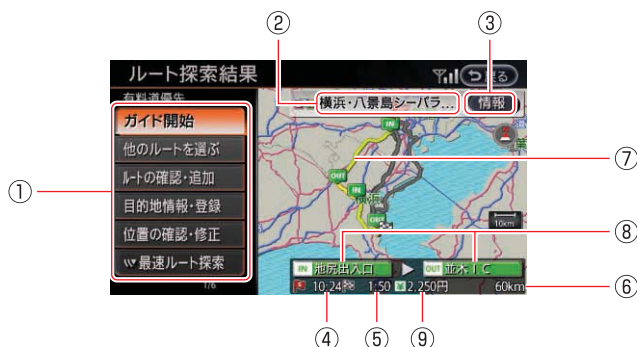 ② ③
ルート探索結果 戻る
有料道優先 横浜・八景島シーパラ... 情報
ガイド開始 IN
他のルートを選ぶ ⑦
ルートの確認・追加 OUT
① IN
目的地情報・登録 OUT 10km
位置の確認・修正 ⑧
最速ルート探索 IN 池尻出入口 OUT 並木IC
1/6 10:24 1:50 ¥2,250円 60km ⑥
④ ⑤ ⑨